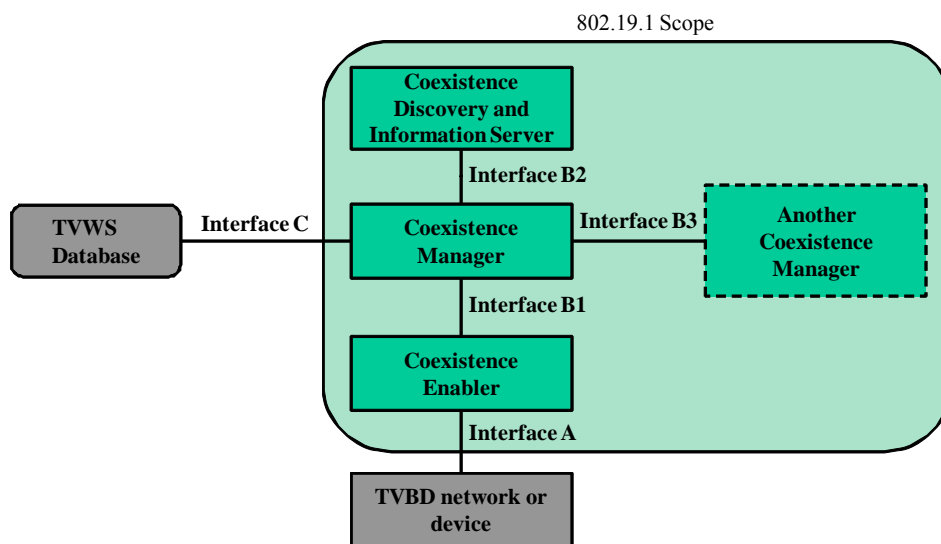 802.19.1 Scope
Coexistence
Discovery and
Information Server
Interface B2
TVWS
Database
Interface C
Coexistence
Manager
Interface B3
Another
Coexistence
Manager
Interface B1
Coexistence
Enabler
Interface A
TVBD network or
device